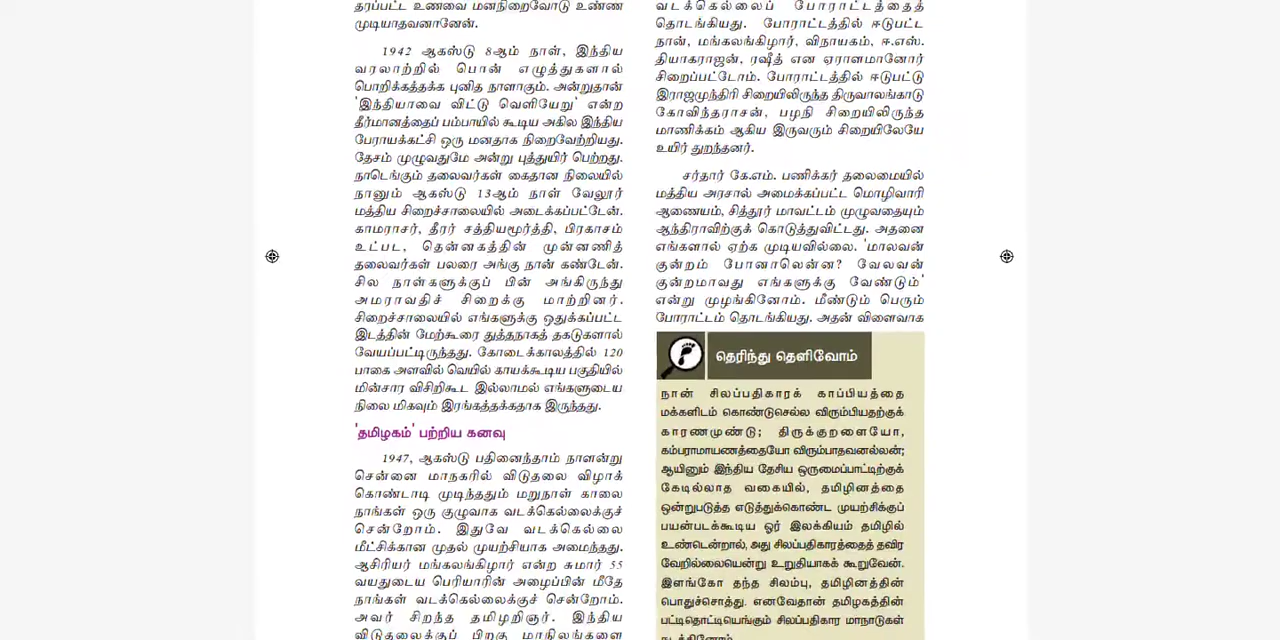 தரப்பட்ட உணவை மனநிறைவோடு உண்ண
முடியாதவனானேன்.
1942 ஆகஸ்டு 8ஆம் நாள், இந்திய
வரலாற்றில் பொன் எழுத்துகளால்
பொறிக்கத்தக்க புனித நாளாகும். அன்றுதான்
'இந்தியாவை விட்டு வெளியேறு' என்ற
தீர்மானத்தைப் பம்பாயில் கூடிய அகில இந்திய
பேராயக்கட்சி ஒரு மனதாக நிறைவேற்றியது.
தேசம் முழுவதுமே அன்று புத்துயிர் பெற்றது.
நாடெங்கும் தலைவர்கள் கைதான நிலையில்
நானும் ஆகஸ்டு 13ஆம் நாள் வேலூர்
மத்திய சிறைச்சாலையில் அடைக்கப்பட்டேன்.
காமராசர், தீரர் சத்தியமூர்த்தி, பிரகாசம்
உட்பட, தென்னகத்தின் முன்னணித்
தலைவர்கள் பலரை அங்கு நான் கண்டேன்.
சில நாள்களுக்குப் பின் அங்கிருந்து
அமராவதிச் சிறைக்கு மாற்றினர்.
சிறைச்சாலையில் எங்களுக்கு ஒதுக்கப்பட்ட
இடத்தின் மேற்கூரை துத்தநாகத் தகடுகளால்
வேயப்பட்டிருந்தது. கோடைக்காலத்தில் 120
பாகை அளவில் வெயில் காயக்கூடிய பகுதியில்
மின்சார விசிறிகூட இல்லாமல் எங்களுடைய
நிலை மிகவும் இரங்கத்தக்கதாக இருந்தது.
'தமிழகம்' பற்றிய கனவு
1947, ஆகஸ்டு பதினைந்தாம் நாளன்று
சென்னை மாநகரில் விடுதலை விழாக்
கொண்டாடி முடிந்ததும் மறுநாள் காலை
நாங்கள் ஒரு குழுவாக வடக்கெல்லைக்குச்
சென்றோம். இதுவே வடக்கெல்லை
மீட்சிக்கான முதல் முயற்சியாக அமைந்தது.
ஆசிரியர் மங்கலங்கிழார் என்ற சுமார் 55
வயதுடைய பெரியாரின் அழைப்பின் மீதே
நாங்கள் வடக்கெல்லைக்குச் சென்றோம்.
அவர் சிறந்த தமிழறிஞர். இந்திய
விடுதலைக்குப் பிறகு மாநிலங்களை
வடக்கெல்லைப் போராட்டத்தைத்
தொடங்கியது. போராட்டத்தில் ஈடுபட்ட
நான், மங்கலங்கிழார், விநாயகம், ஈ.எஸ்.
தியாகராஜன், ரஷீத் என ஏராளமானோர்
சிறைப்பட்டோம். போராட்டத்தில் ஈடுபட்டு
இராஜமுந்திரி சிறையிலிருந்த திருவாலங்காடு
கோவிந்தராசன், பழநி சிறையிலிருந்த
மாணிக்கம் ஆகிய இருவரும் சிறையிலேயே
உயிர் துறந்தனர்.
சர்தார் கே.எம். பணிக்கர் தலைமையில்
மத்திய அரசால் அமைக்கப்பட்ட மொழிவாரி
ஆணையம், சித்தூர் மாவட்டம் முழுவதையும்
ஆந்திராவிற்குக் கொடுத்துவிட்டது. அதனை
எங்களால் ஏற்க முடியவில்லை. 'மாலவன்
குன்றம் போனாலென்ன? வேலவன்
குன்றமாவது எங்களுக்கு வேண்டும்'
என்று முழங்கினோம். மீண்டும் பெரும்
போராட்டம் தொடங்கியது. அதன் விளைவாக
தெரிந்து தெளிவோம்
நான் சிலப்பதிகாரக் காப்பியத்தை
மக்களிடம் கொண்டுசெல்ல விரும்பியதற்குக்
காரணமுண்டு; திருக்குறளையோ,
கம்பராமாயணத்தையோ விரும்பாதவனல்லன்;
ஆயினும் இந்திய தேசிய ஒருமைப்பாட்டிற்குக்
கேடில்லாத வகையில், தமிழினத்தை
ஒன்றுபடுத்த எடுத்துக்கொண்ட முயற்சிக்குப்
பயன்படக்கூடிய ஓர் இலக்கியம் தமிழில்
உண்டென்றால், அது சிலப்பதிகாரத்தைத் தவிர
வேறில்லையென்று உறுதியாகக் கூறுவேன்.
இளங்கோ தந்த சிலம்பு, தமிழினத்தின்
பொதுச்சொத்து. எனவேதான் தமிழகத்தின்
பட்டிதொட்டியெங்கும் சிலப்பதிகார மாநாடுகள்
நடத்தினோம்.